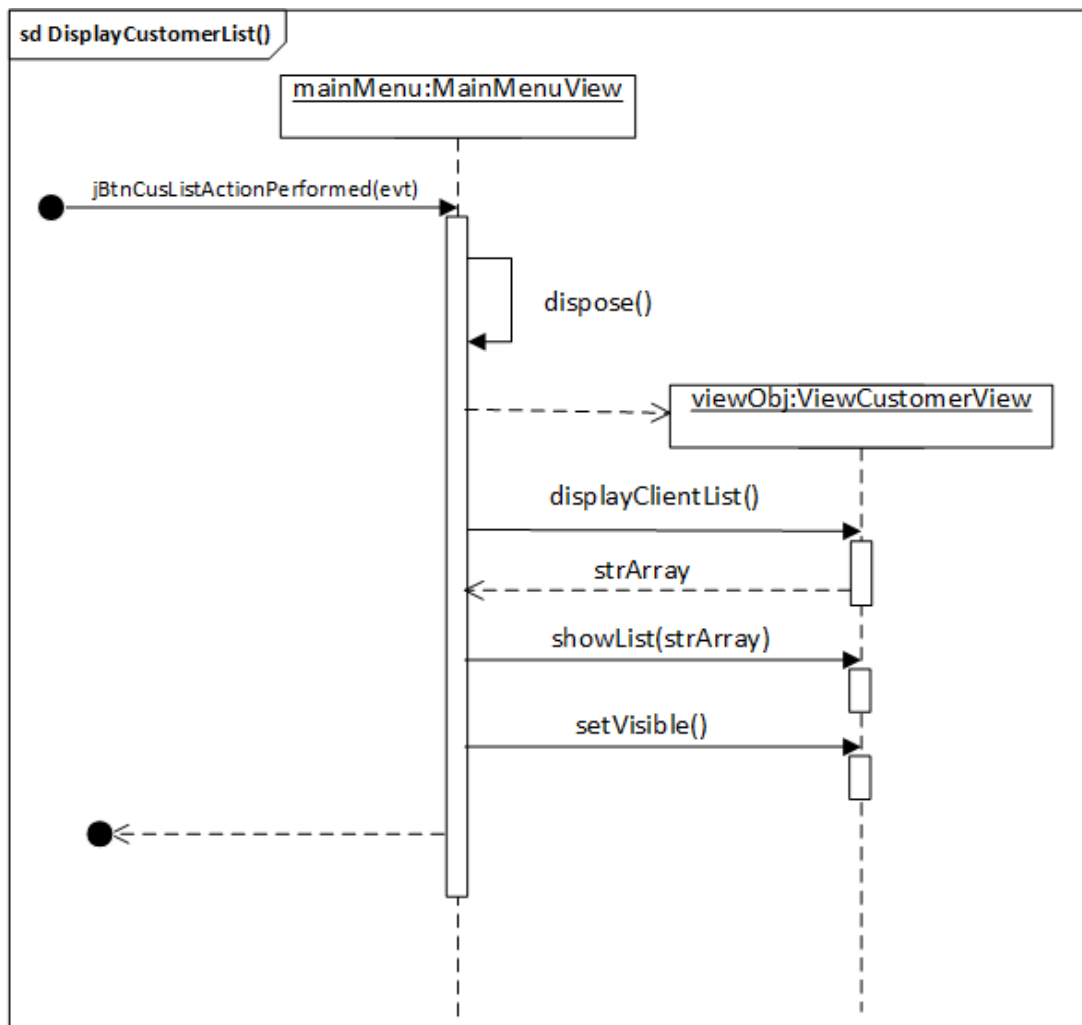 sd DisplayCustomerList()
mainMenu:MainMenuView
jBtnCusListActionPerformed(evt)
dispose()
viewObj:ViewCustomerView
displayClientList()
strArray
showList(strArray)
setVisible()